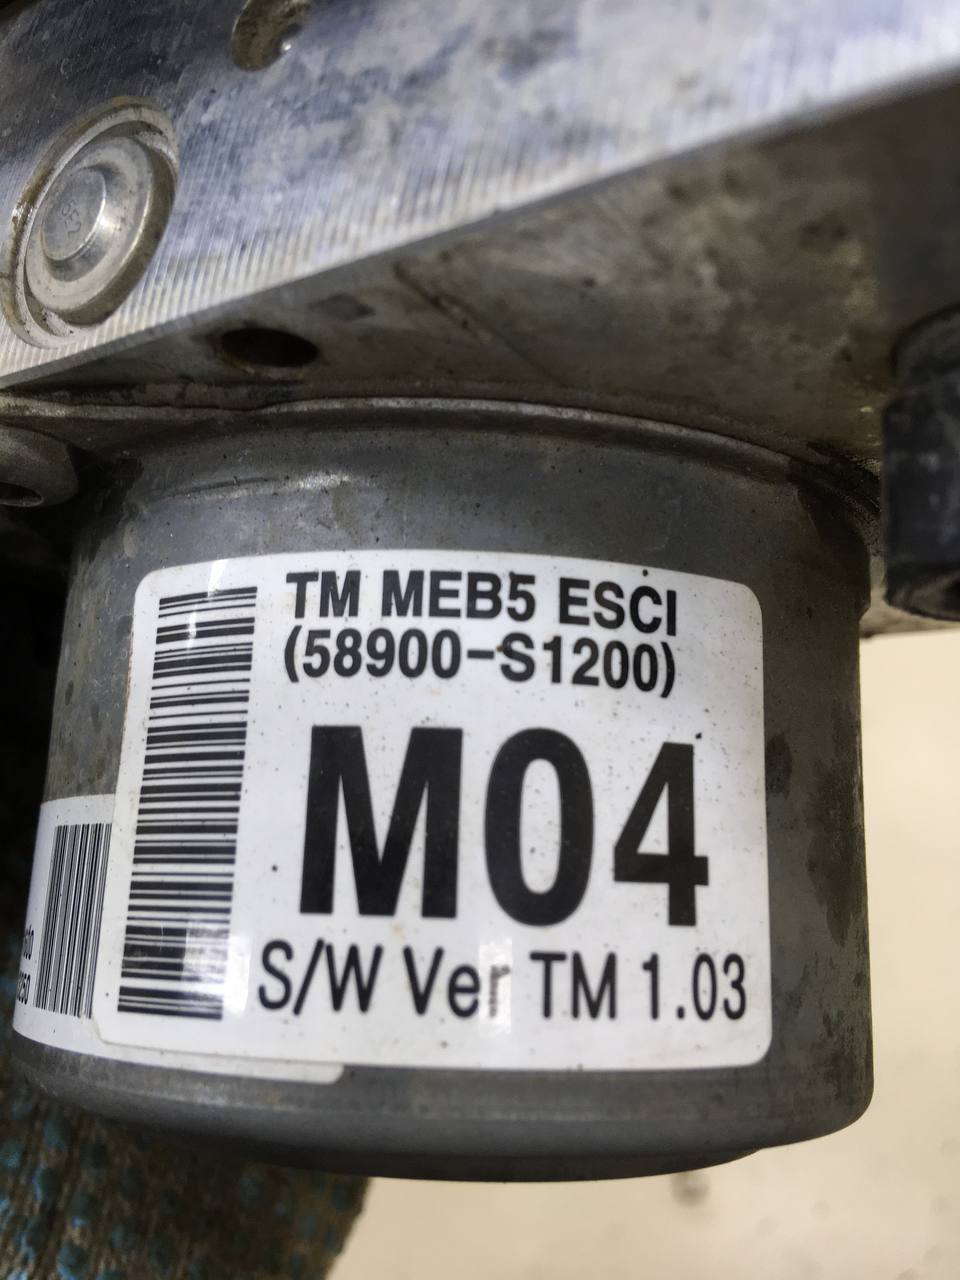 TM MEB5 ESCI
(58900-S1200)
M04
S/W Ver TM 1.03